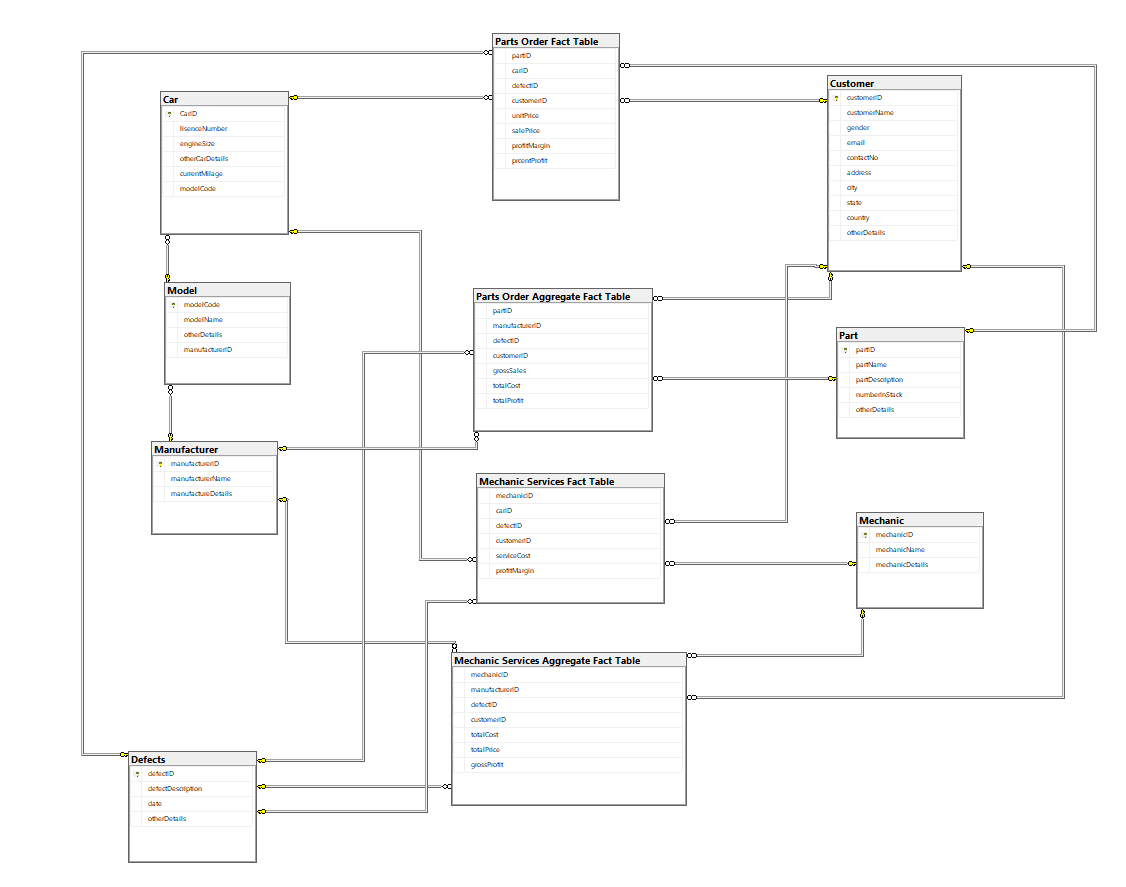 Parts Order Fact Table
partID
carID
defectID
customerID
unitPrice
salePrice
profitMargin
prcentProfit
Car
CarID
lisenceNumber
engineSize
otherCarDetails
currentMilage
modelCode
Customer
customerID
customerName
gender
email
contactNo
address
city
state
country
otherDetails
Model
modelCode
modelName
otherDetails
manufacturerID
Parts Order Aggregate Fact Table
partID
manufacturerID
defectID
customerID
grossSales
totalCost
totalProfit
Part
partID
partName
partDescription
numberInStack
otherDetails
Manufacturer
manufacturerID
manufacturerName
manufactureDetails
Mechanic Services Fact Table
mechanicID
carID
defectID
customerID
serviceCost
profitMargin
Mechanic
mechanicID
mechanicName
mechanicDetails
Mechanic Services Aggregate Fact Table
mechanicID
manufacturerID
defectID
customerID
totalCost
totalPrice
grossProfit
Defects
defectID
defectDescription
date
otherDetails